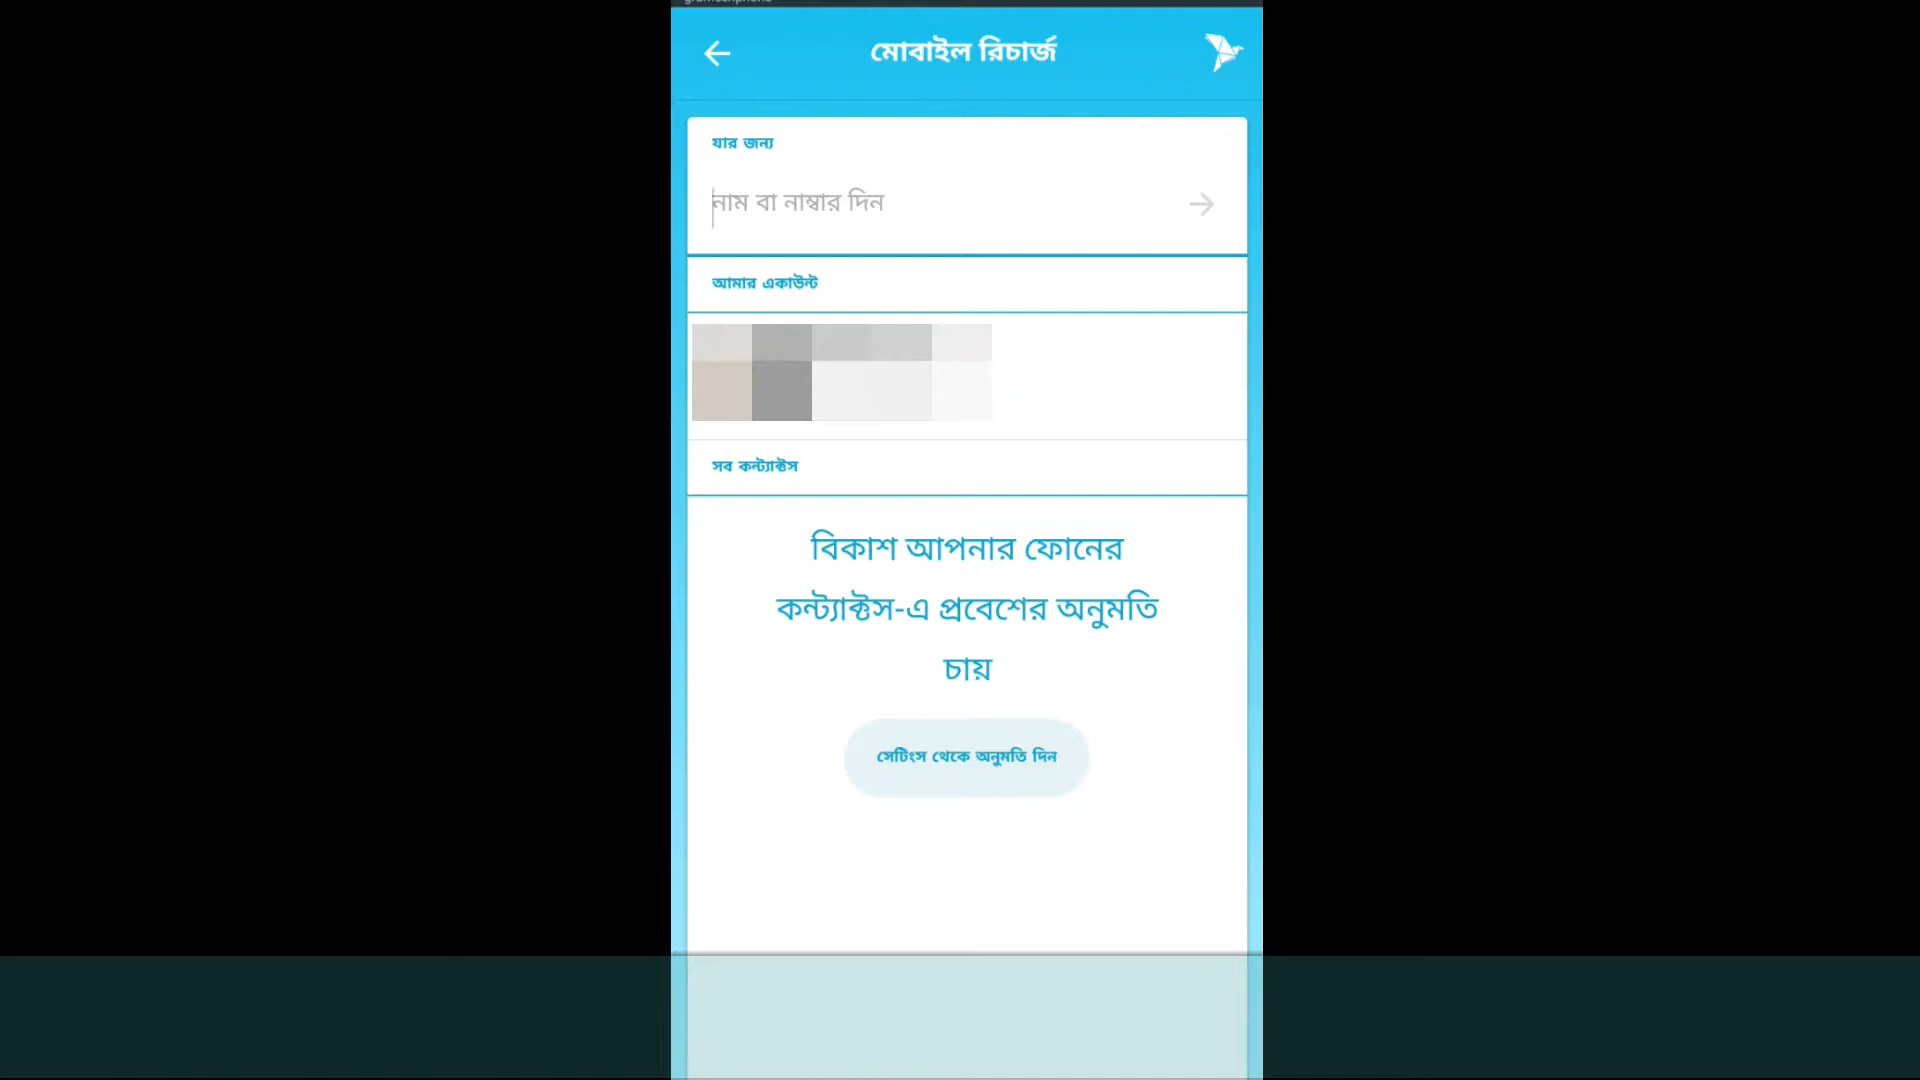 মোবাইল রিচার্জ
যার জন্য
নাম বা নাম্বার দিন
আমার একাউন্ট
সব কন্ট্যাক্টস
বিকাশ আপনার ফোনের
কন্ট্যাক্টস-এ প্রবেশের অনুমতি
চায়
সেটিংস থেকে অনুমতি দিন